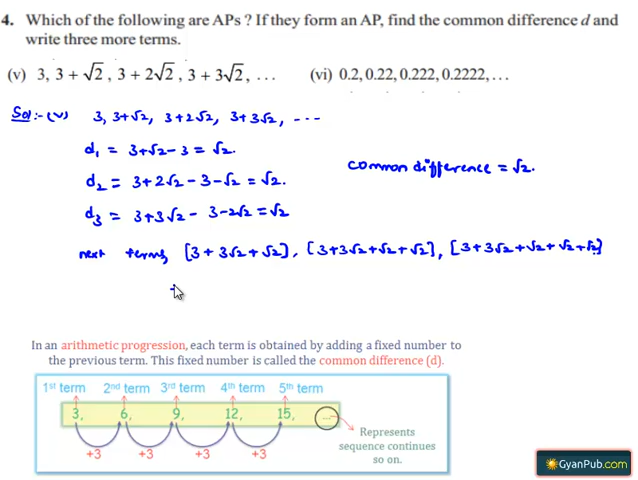 4. Which of the following are APs ? If they form an AP, find the common difference d and
write three more terms.
(v) 3, 3 + √2 , 3 + 2√2 , 3 + 3√2 , ... (vi) 0.2, 0.22, 0.222, 0.2222, ...
Sol:- (v) 3, 3+√2, 3+2√2, 3+3√2, ---
d₁ = 3+√2 - 3 = √2.
common difference = √2.
d₂ = 3+2√2 - 3 - √2 = √2.
d₃ = 3+3√2 - 3-2√2 = √2
next terms, [3 + 3√2 + √2], [3+3√2 + √2 + √2], [3+3√2 + √2 + √2 + √2]
In an arithmetic progression, each term is obtained by adding a fixed number to
the previous term. This fixed number is called the common difference (d).
1st term 2nd term 3rd term 4th term 5th term
3, 6, 9, 12, 15, ...
+3 +3 +3 +3
Represents
sequence continues
so on.
GyanPub.com